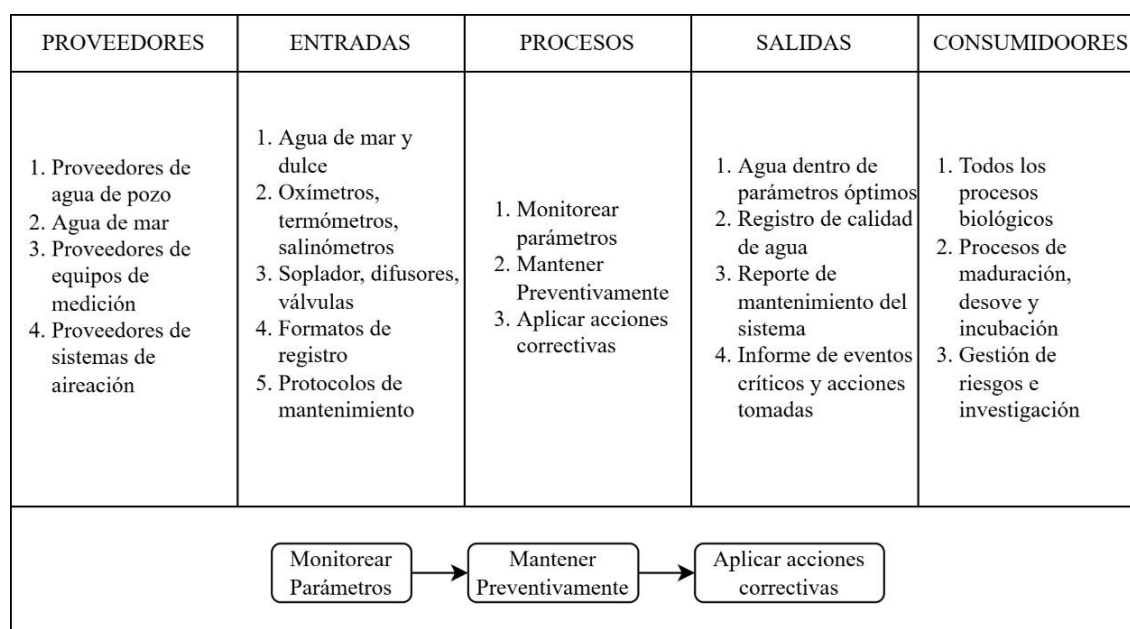 PROVEEDORES
ENTRADAS
PROCESOS
SALIDAS
CONSUMIDOORES
1. Proveedores de
agua de pozo
2. Agua de mar
3. Proveedores de
equipos de
medición
4. Proveedores de
sistemas de
aireación
1. Agua de mar y
dulce
2. Oxímetros,
termómetros,
salinómetros
3. Soplador, difusores,
válvulas
4. Formatos de
registro
5. Protocolos de
mantenimiento
1. Monitorear
parámetros
2. Mantener
Preventivamente
3. Aplicar acciones
correctivas
1. Agua dentro de
parámetros óptimos
2. Registro de calidad
de agua
3. Reporte de
mantenimiento del
sistema
4. Informe de eventos
críticos y acciones
tomadas
1. Todos los
procesos
biológicos
2. Procesos de
maduración,
desove y
incubación
3. Gestión de
riesgos e
investigación
Monitorear
Parámetros
Mantener
Preventivamente
Aplicar acciones
correctivas